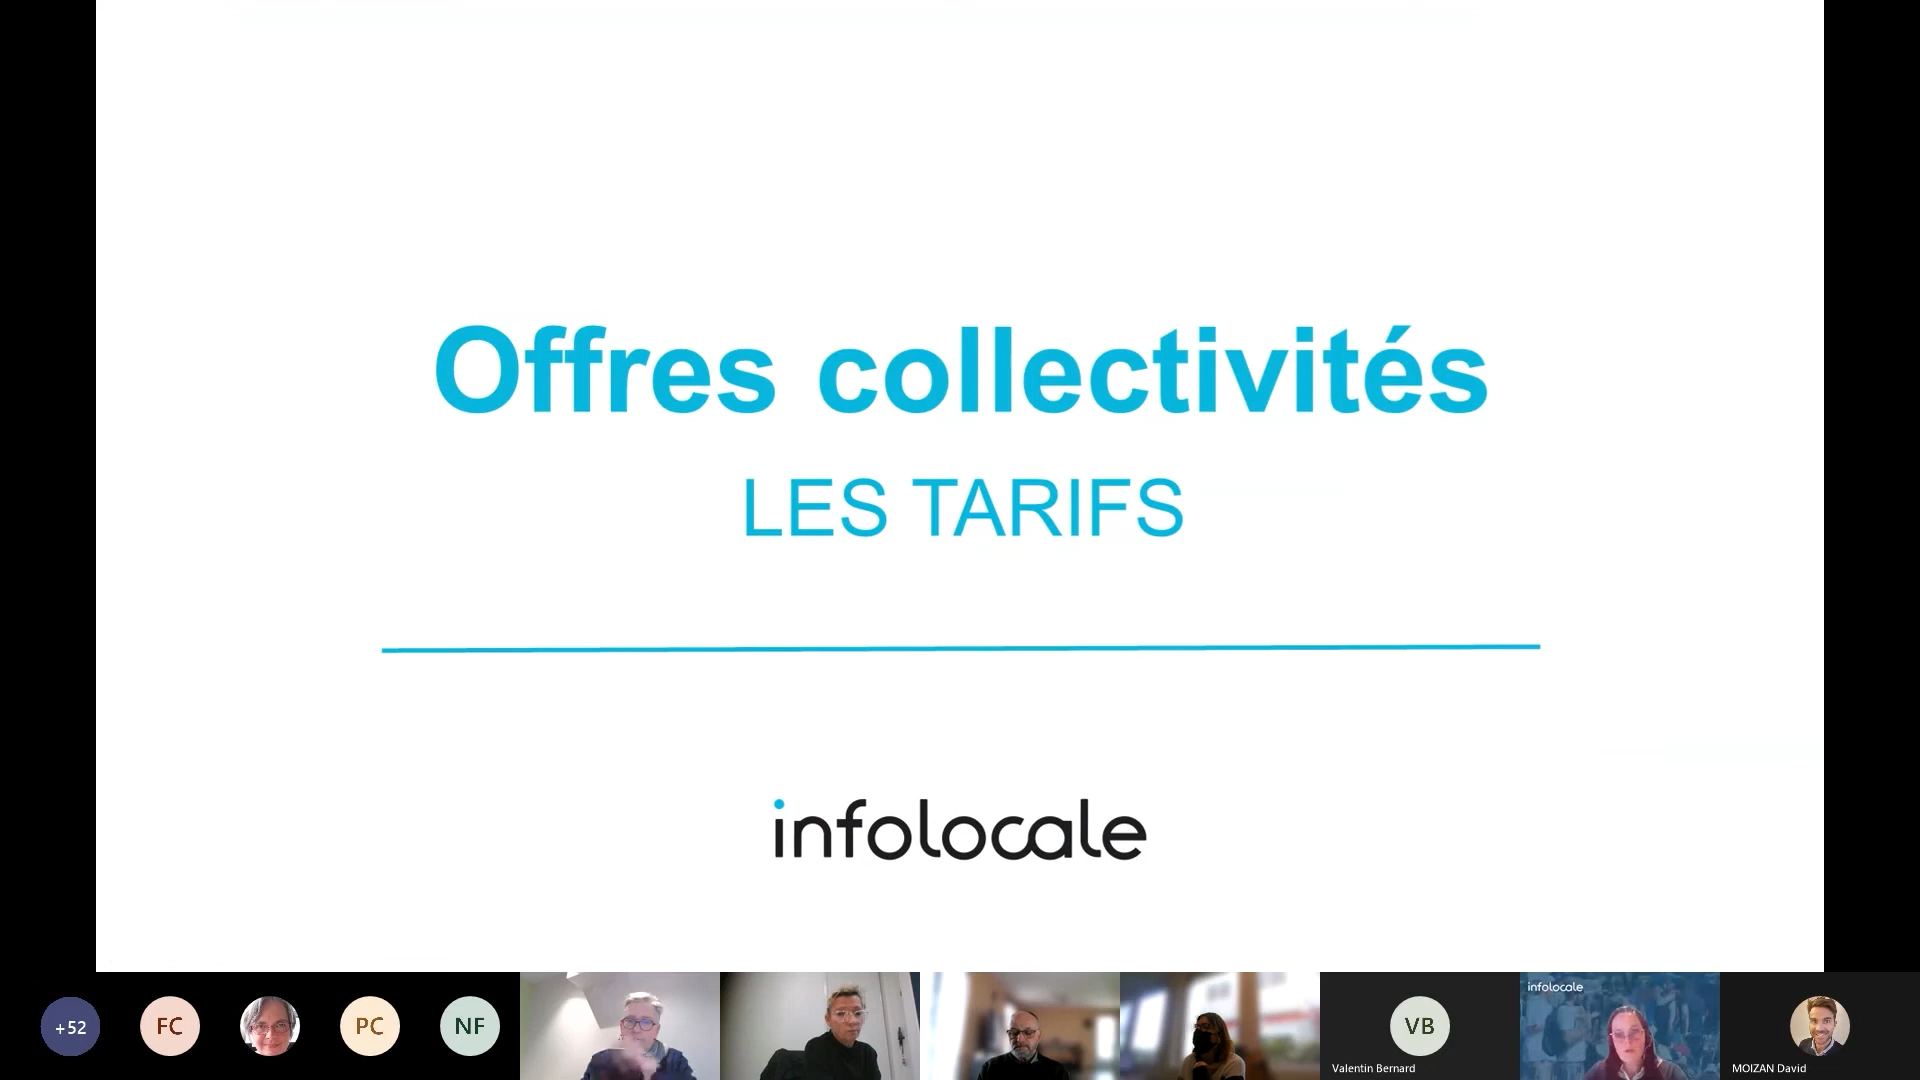 Offres collectivités
LES TARIFS
infolocale
+52
FC
PC
NF
VB
Valentin Bernard
infolocale
MOIZAN David